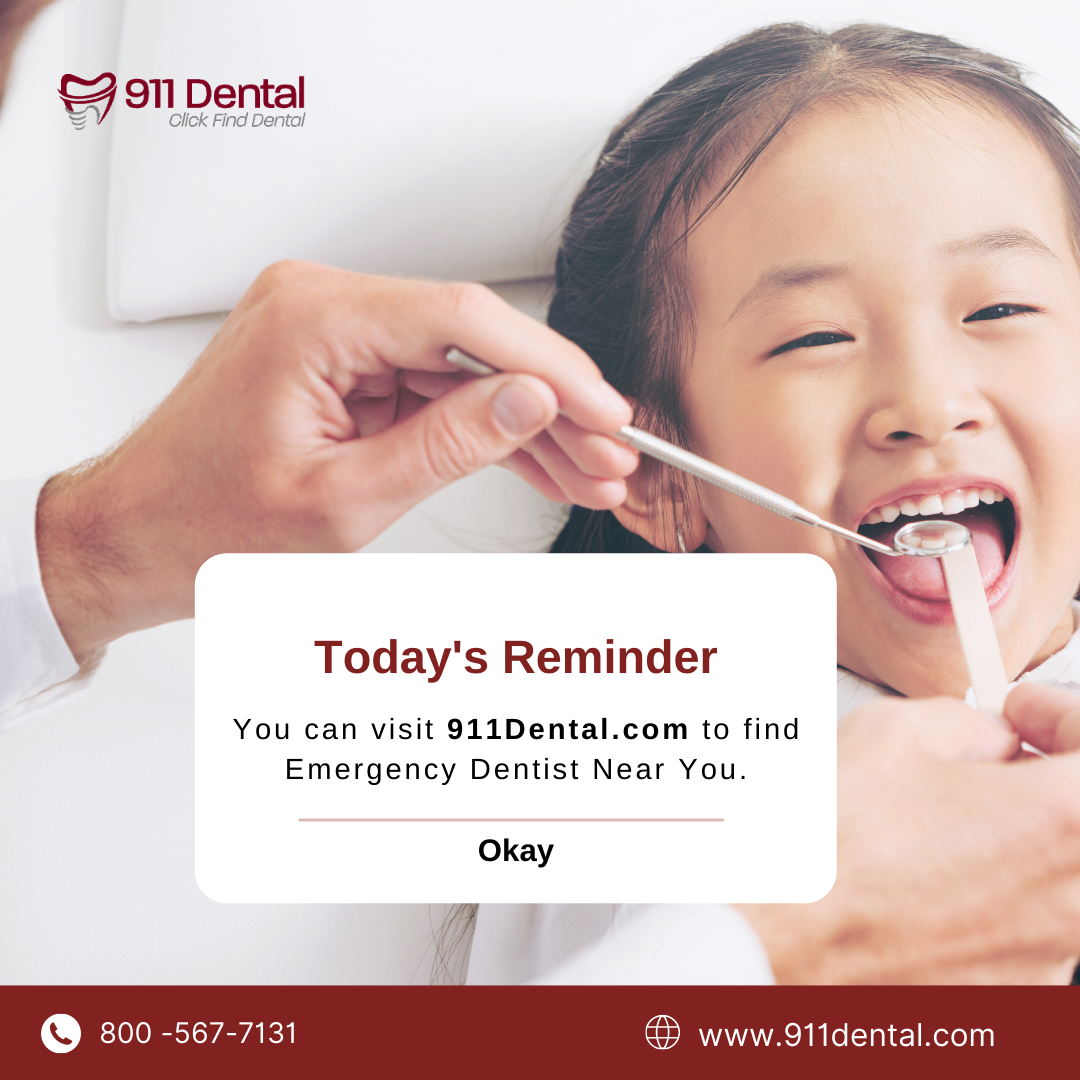 911 Dental
Click Find Dental
Today's Reminder
You can visit 911Dental.com to find
Emergency Dentist Near You.
Okay
800 -567-7131
www.911dental.com